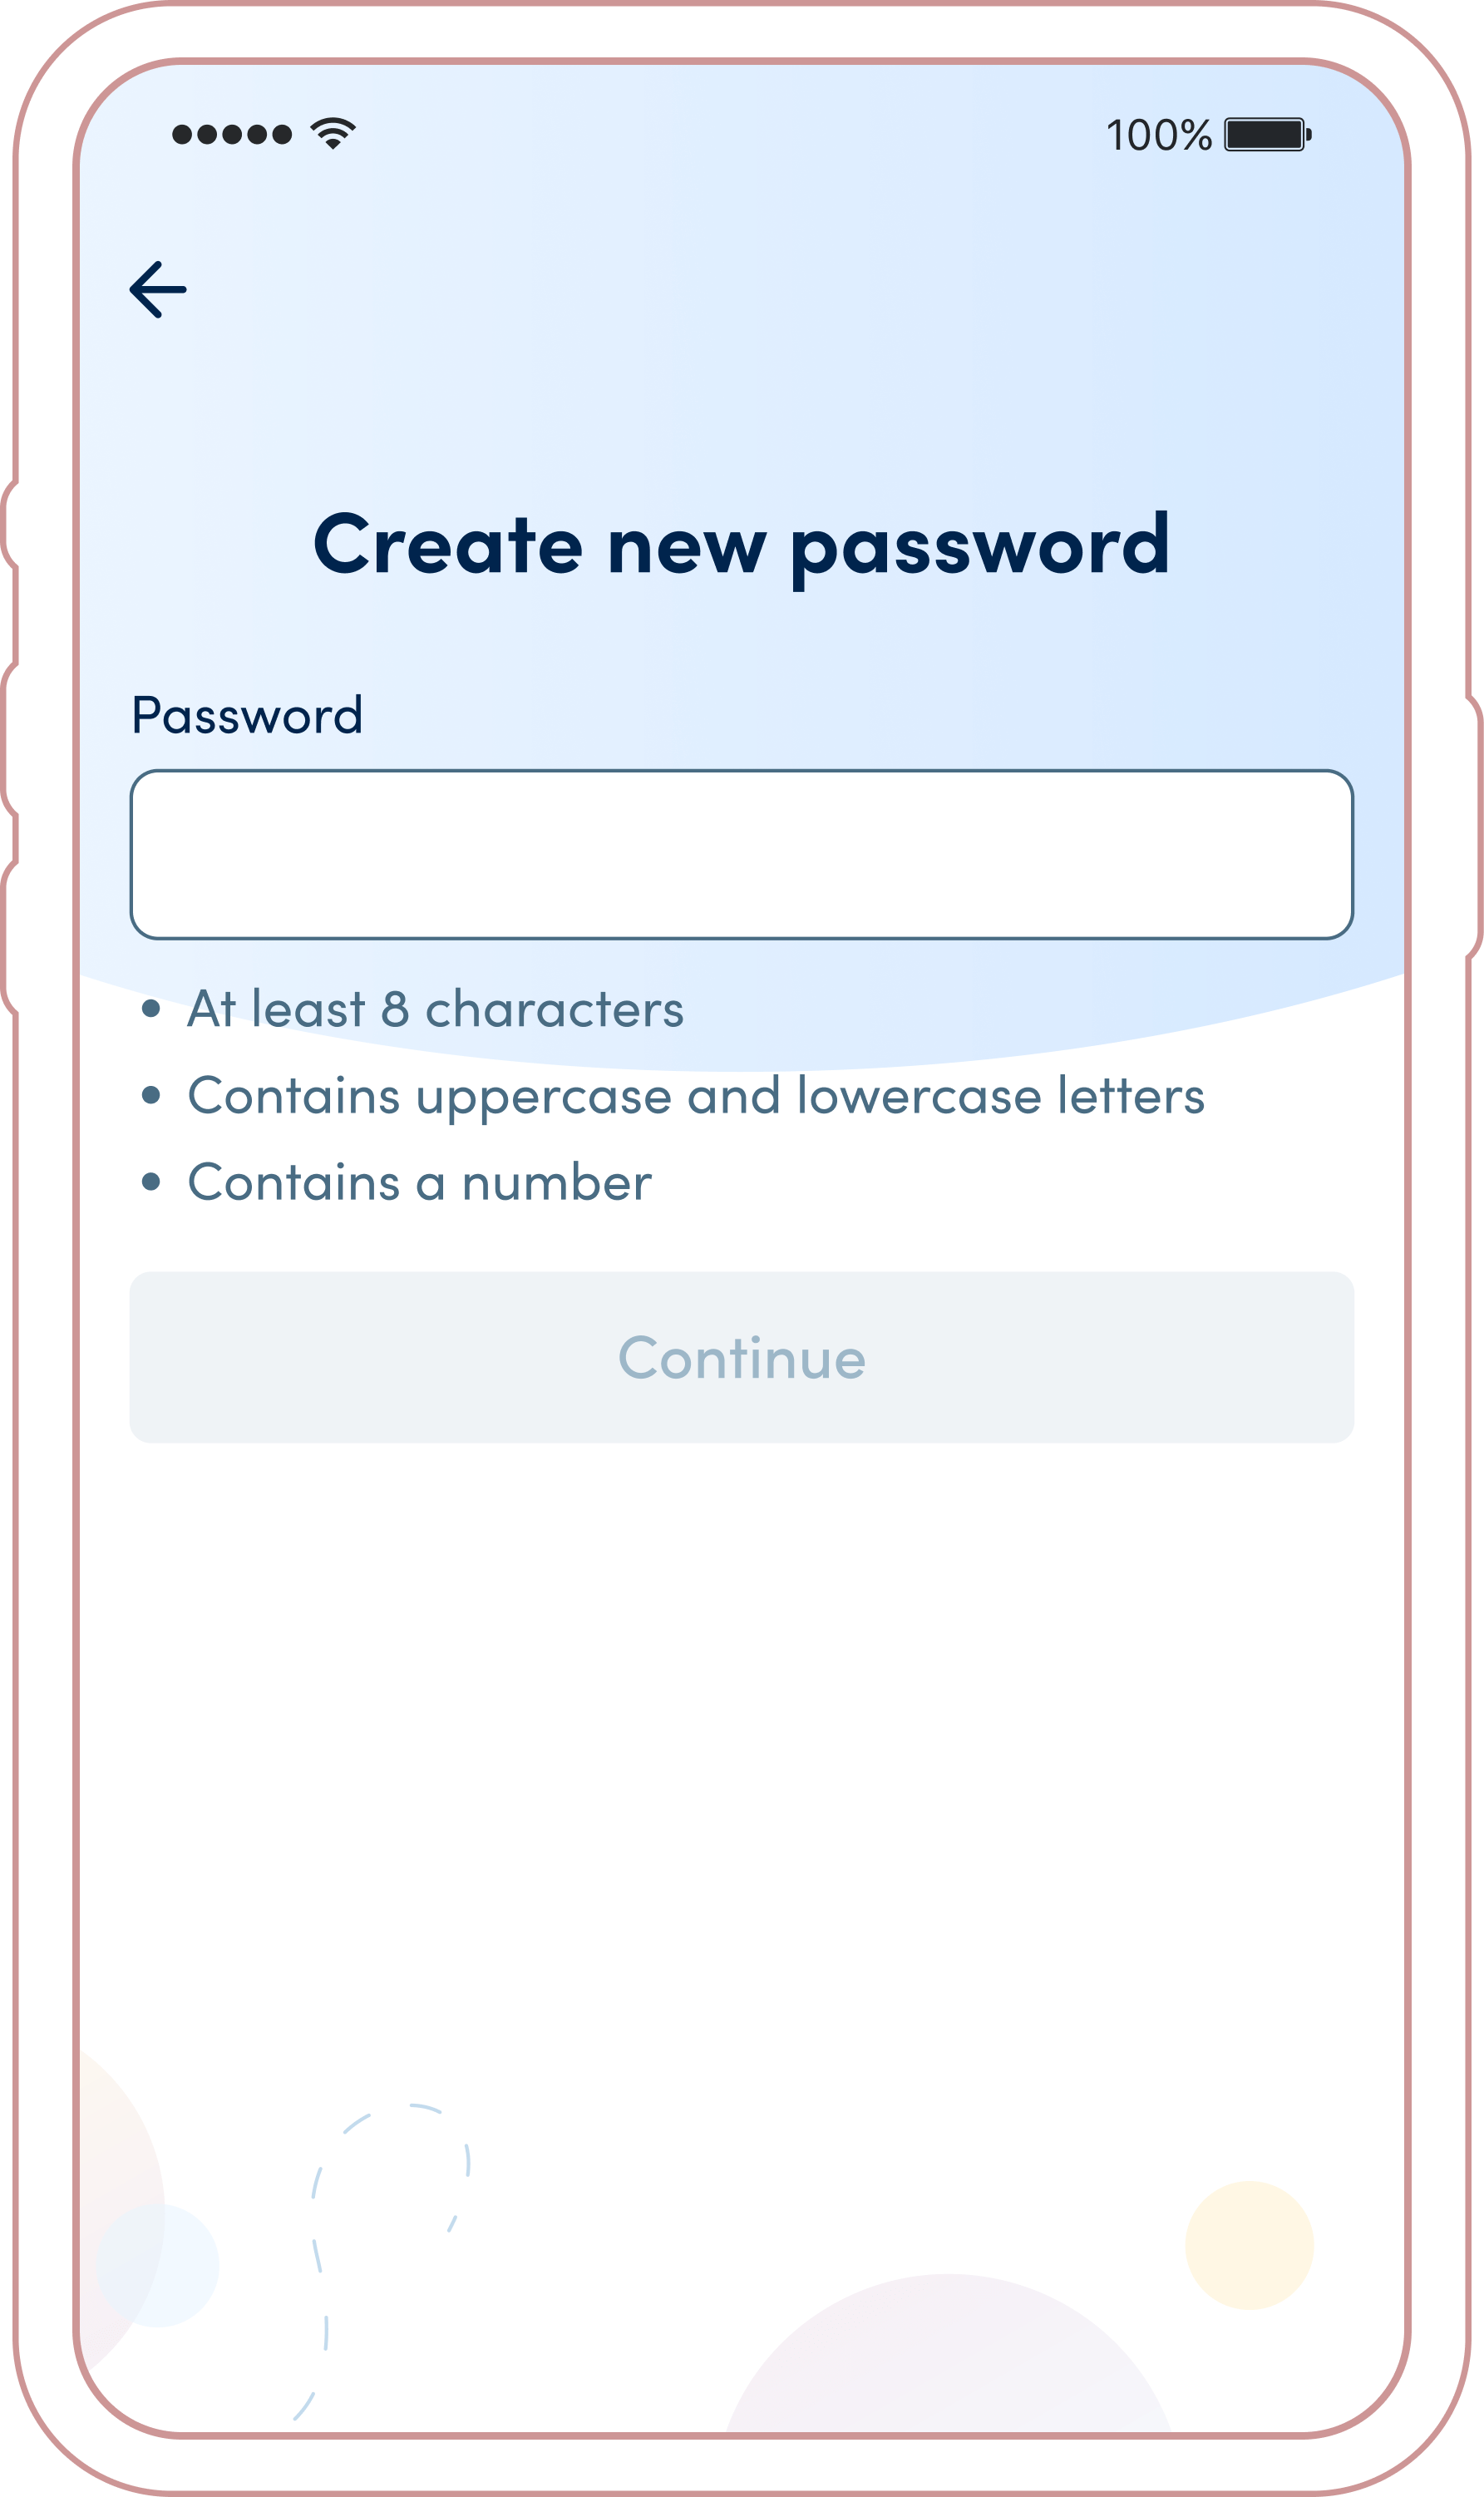 100%
Create new password
Password
At least 8 characters
Contains uppercase and lowercase letters
Contains a number
Continue